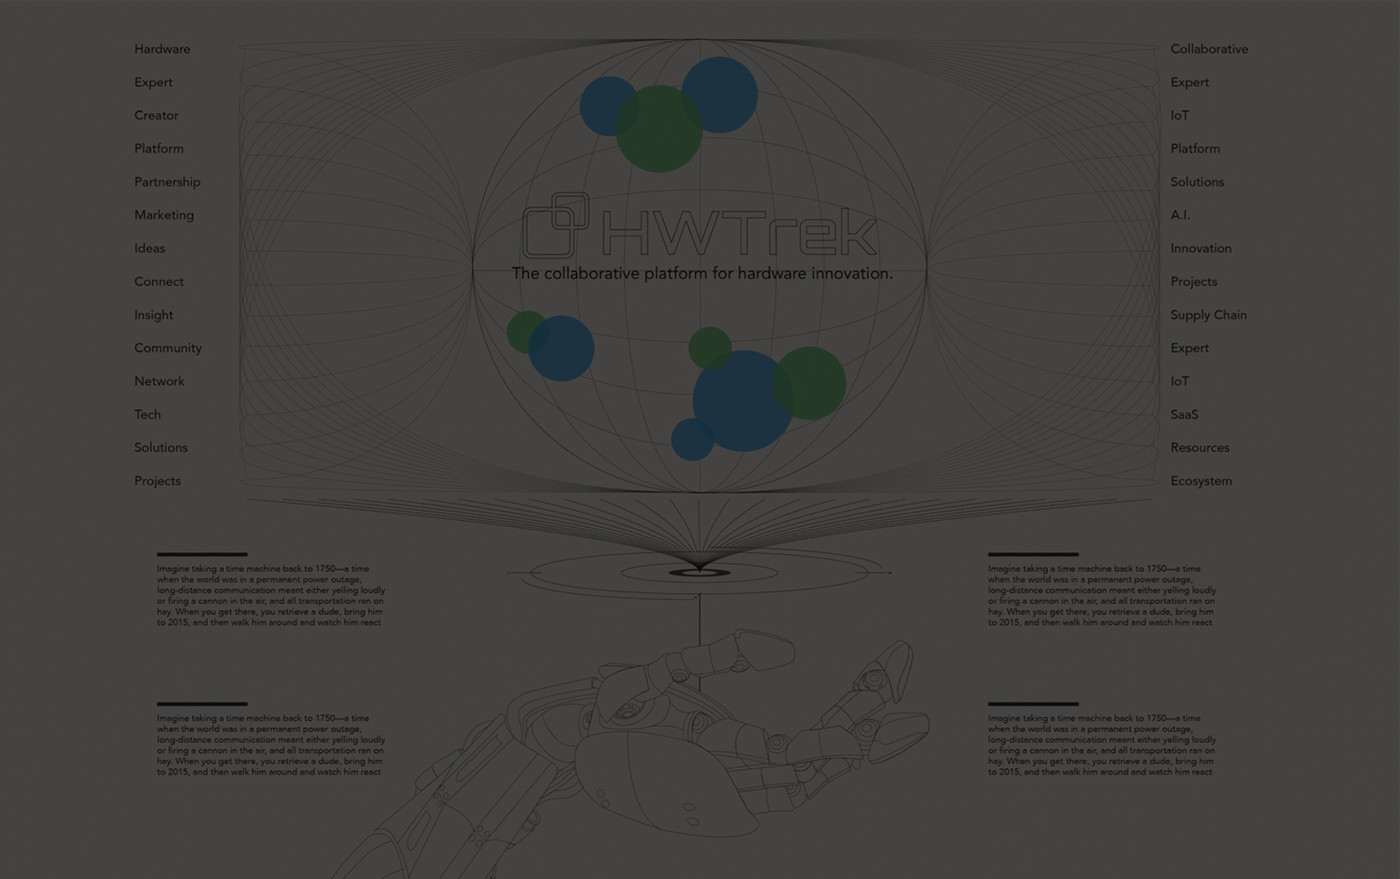 Hardware
Expert
Creator
Platform
Partnership
Marketing
Ideas
Connect
Insight
Community
Network
Tech
Solutions
Projects
HWTrek
The collaborative platform for hardware innovation.
Collaborative
Expert
IoT
Platform
Solutions
A.I.
Innovation
Projects
Supply Chain
Expert
IoT
SaaS
Resources
Ecosystem
Imagine taking a time machine back to 1750—a time
when the world was in a permanent power outage,
long-distance communication meant either yelling loudly
or firing a cannon in the air, and all transportation ran on
hay. When you get there, you retrieve a dude, bring him
to 2015, and then walk him around and watch him react
Imagine taking a time machine back to 1750—a time
when the world was in a permanent power outage,
long-distance communication meant either yelling loudly
or firing a cannon in the air, and all transportation ran on
hay. When you get there, you retrieve a dude, bring him
to 2015, and then walk him around and watch him react
Imagine taking a time machine back to 1750—a time
when the world was in a permanent power outage,
long-distance communication meant either yelling loudly
or firing a cannon in the air, and all transportation ran on
hay. When you get there, you retrieve a dude, bring him
to 2015, and then walk him around and watch him react
Imagine taking a time machine back to 1750—a time
when the world was in a permanent power outage,
long-distance communication meant either yelling loudly
or firing a cannon in the air, and all transportation ran on
hay. When you get there, you retrieve a dude, bring him
to 2015, and then walk him around and watch him react